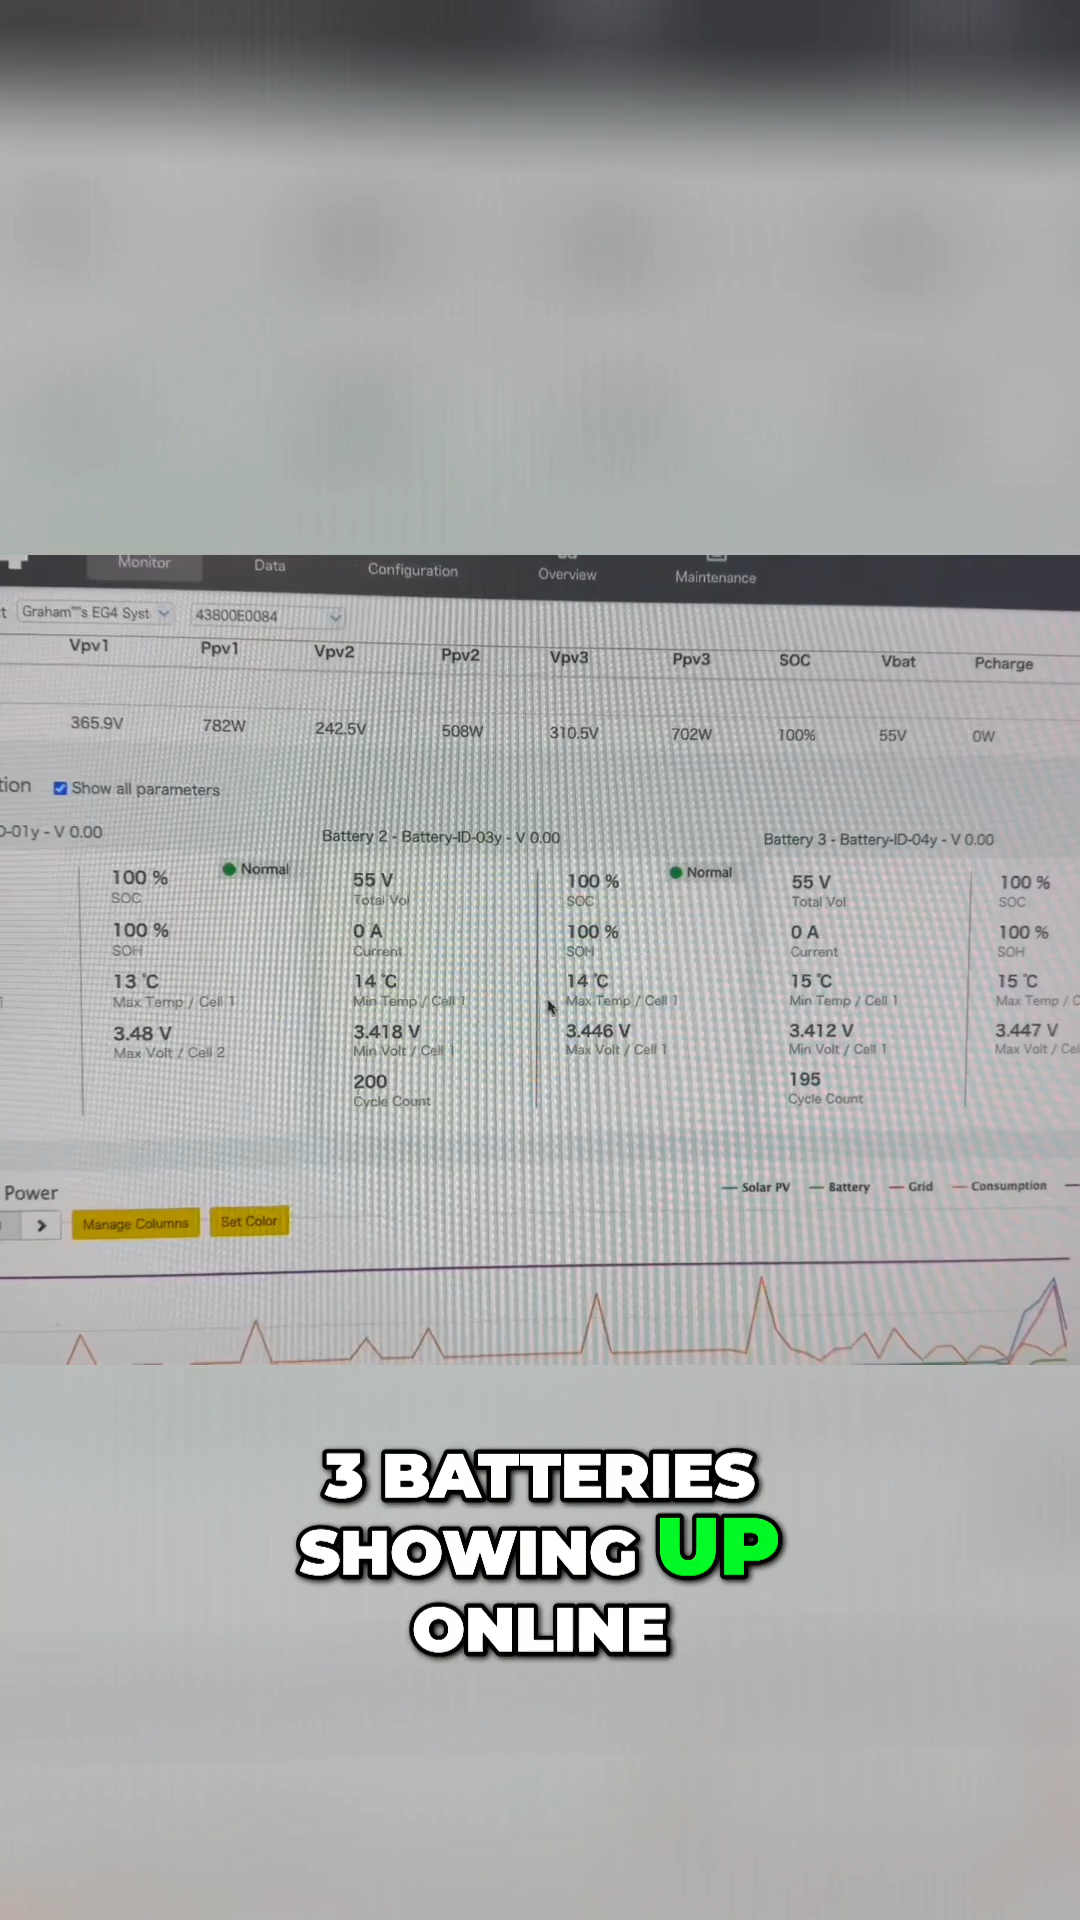 Monitor Data Configuration Overview Maintenance
t Graham""s EG4 Syst 43800E0084
Vpv1 Ppv1 Vpv2 Ppv2 Vpv3 Ppv3 SOC Vbat Pcharge
365.9V 782W 242.5V 508W 310.5V 702W 100% 55V 0W
tion Show all parameters
D-01y - V 0.00 Battery 2 - Battery-ID-03y - V 0.00 Battery 3 - Battery-ID-04y - V 0.00
100 % Normal 55 V 100 % Normal 55 V 100 %
SOC Total Vol SOC Total Vol SOC
100 % 0 A 100 % 0 A 100 %
SOH Current SOH Current SOH
13 °C 14 °C 14 °C 15 °C 15 °C
Max Temp / Cell 1 Min Temp / Cell 1 Max Temp / Cell 1 Min Temp / Cell 1 Max Temp / C
3.48 V 3.418 V 3.446 V 3.412 V 3.447 V
Max Volt / Cell 2 Min Volt / Cell 1 Max Volt / Cell 1 Min Volt / Cell 1 Max Volt / Cel
200 195
Cycle Count Cycle Count
Power Solar PV Battery Grid Consumption
Manage Columns Set Color
3 BATTERIES
SHOWING UP
ONLINE